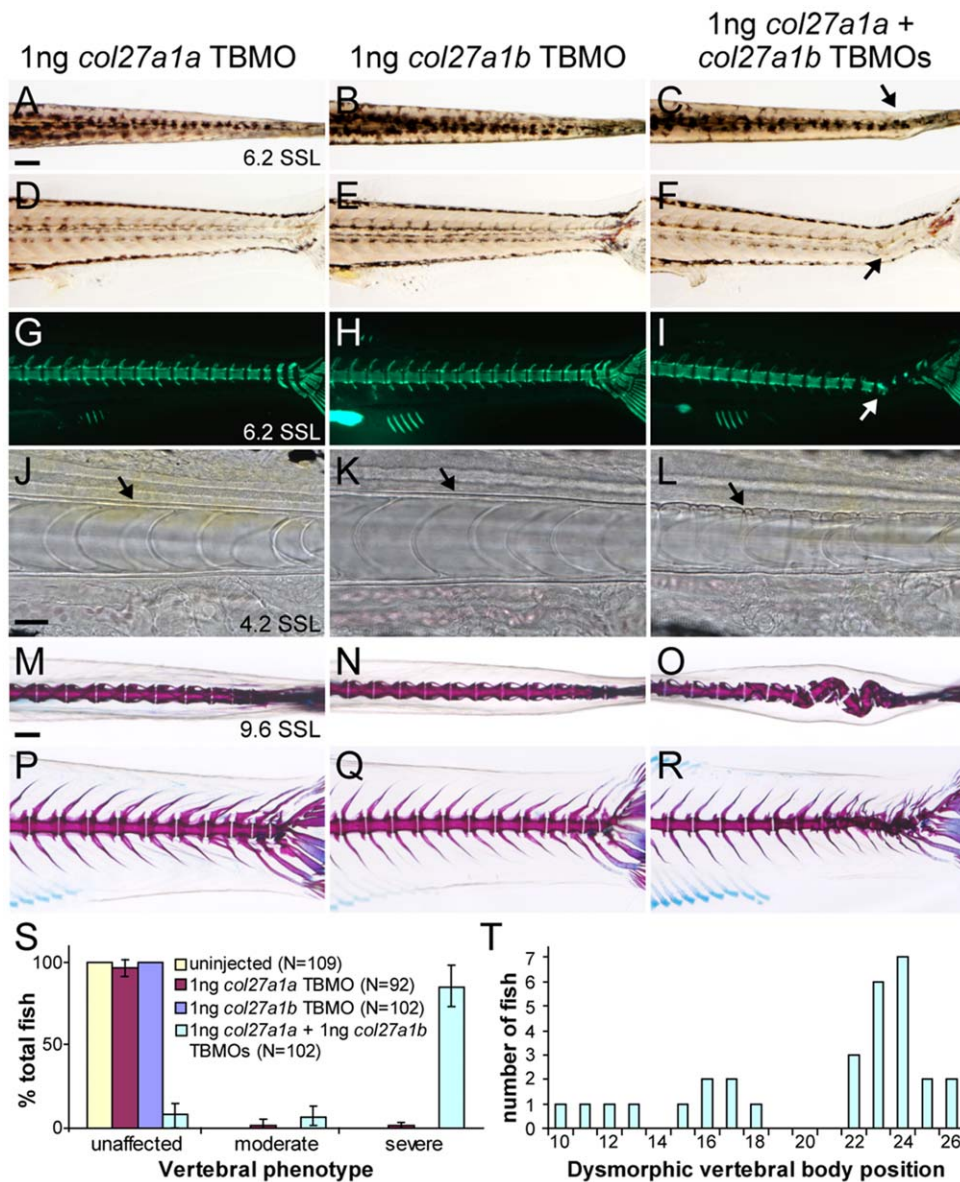 1ng col27a1a TBMO
1ng col27a1b TBMO
1ng col27a1a +
col27a1b TBMOs
A
6.2 SSL
B
C
D
E
F
G
6.2 SSL
H
I
J
4.2 SSL
K
L
M
9.6 SSL
N
O
P
Q
R
S
% total fish
100
50
0
uninjected (N=109)
1ng col27a1a TBMO (N=92)
1ng col27a1b TBMO (N=102)
1ng col27a1a + 1ng col27a1b
TBMOs (N=102)
unaffected moderate severe
Vertebral phenotype
T
number of fish
7
6
5
4
3
2
1
0
10 12 14 16 18 20 22 24 26
Dysmorphic vertebral body position